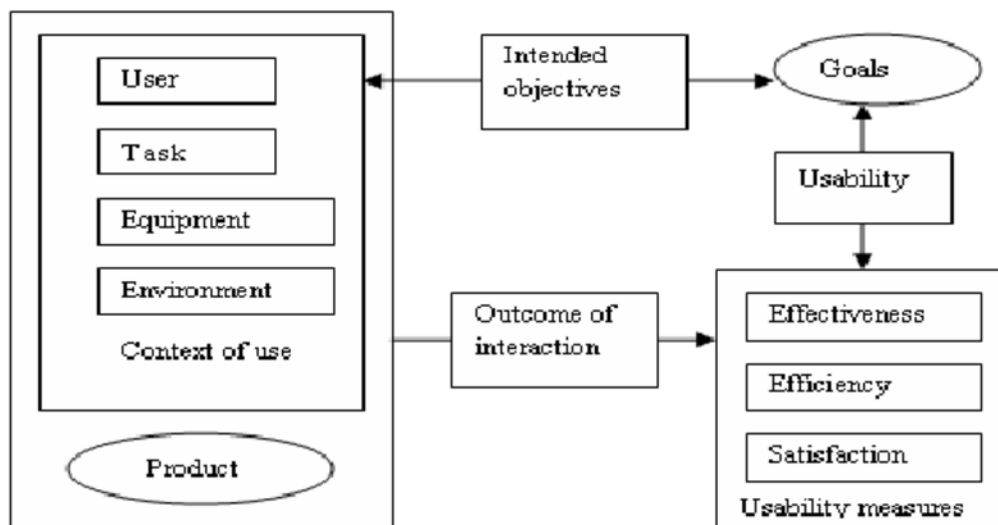 User
Task
Equipment
Environment
Context of use
Product
Intended
objectives
Outcome of
interaction
Goals
Usability
Effectiveness
Efficiency
Satisfaction
Usability measures